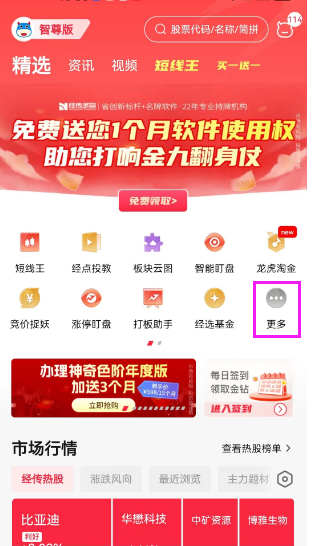 智尊版
股票代码/名称/简拼
114
精选 资讯 视频 短线王 买一送一
经传多赢 省创新标杆+名牌软件·22年专业持牌机构
免费送您1个月软件使用权
助您打响金九翻身仗
免费领取>
new
短线王 经点投教 板块云图 智能盯盘 龙虎淘金
竞价捉妖 涨停盯盘 打板助手 经选基金 更多
办理神奇色阶年度版
加送3个月
立即抢购
每日签到
领取金钻
进入签到
市场行情 查看热股榜单 >
经传热股 涨跌风向 最近浏览 主力题材
比亚迪 华懋科技 中矿资源 博雅生物
利好